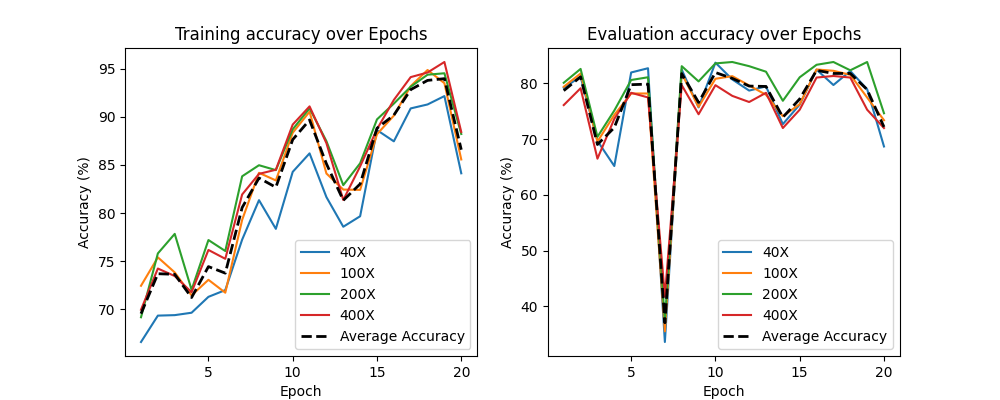 Training accuracy over Epochs
95
90
85
80
75
70
Accuracy (%)
5
10
15
20
Epoch
40X
100X
200X
400X
Average Accuracy
Evaluation accuracy over Epochs
80
70
60
50
40
Accuracy (%)
5
10
15
20
Epoch
40X
100X
200X
400X
Average Accuracy